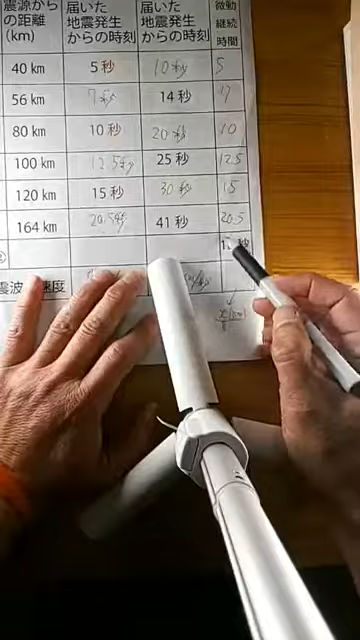 震源から
の距離
(km)
届いた
地震発生
からの時刻
届いた
地震発生
からの時刻
微動
継続
時間
40 km 5 秒 10秒 5
56 km 7秒 14 秒 7
80 km 10 秒 20秒 10
100 km 12.5秒 25 秒 12.5
120 km 15 秒 30秒 15
164 km 20.5秒 41 秒 20.5
秒
②
震波 速度